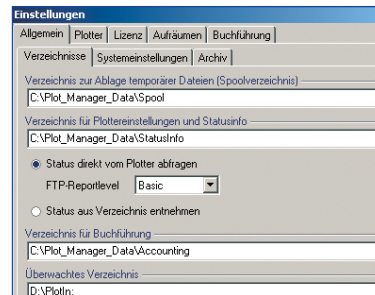 Einstellungen
Allgemein Plotter Lizenz Aufräumen Buchführung
Verzeichnisse Systemeinstellungen Archiv
Verzeichnis zur Ablage temporärer Dateien (Spoolverzeichnis)
C:\Plot_Manager_Data\Spool
Verzeichnis für Plottereinstellungen und Statusinfo
C:\Plot_Manager_Data\StatusInfo
Status direkt vom Plotter abfragen
FTP-Reportlevel Basic
Status aus Verzeichnis entnehmen
Verzeichnis für Buchführung
C:\Plot_Manager_Data\Accounting
Überwachtes Verzeichnis
D:\PlotIn;